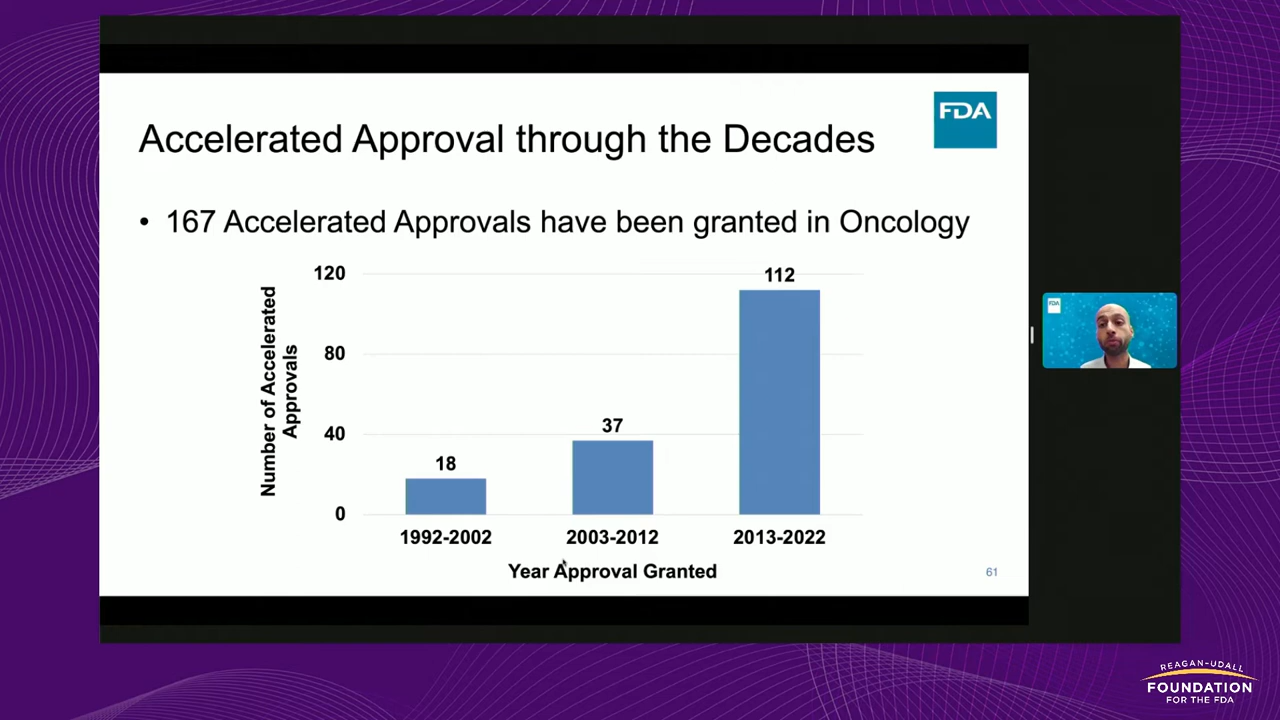 FDA
Accelerated Approval through the Decades
• 167 Accelerated Approvals have been granted in Oncology
Number of Accelerated
Approvals
120
80
40
0
18
37
112
1992-2002
2003-2012
2013-2022
Year Approval Granted
61
FDA
REAGAN-UDALL
FOUNDATION
FOR THE FDA